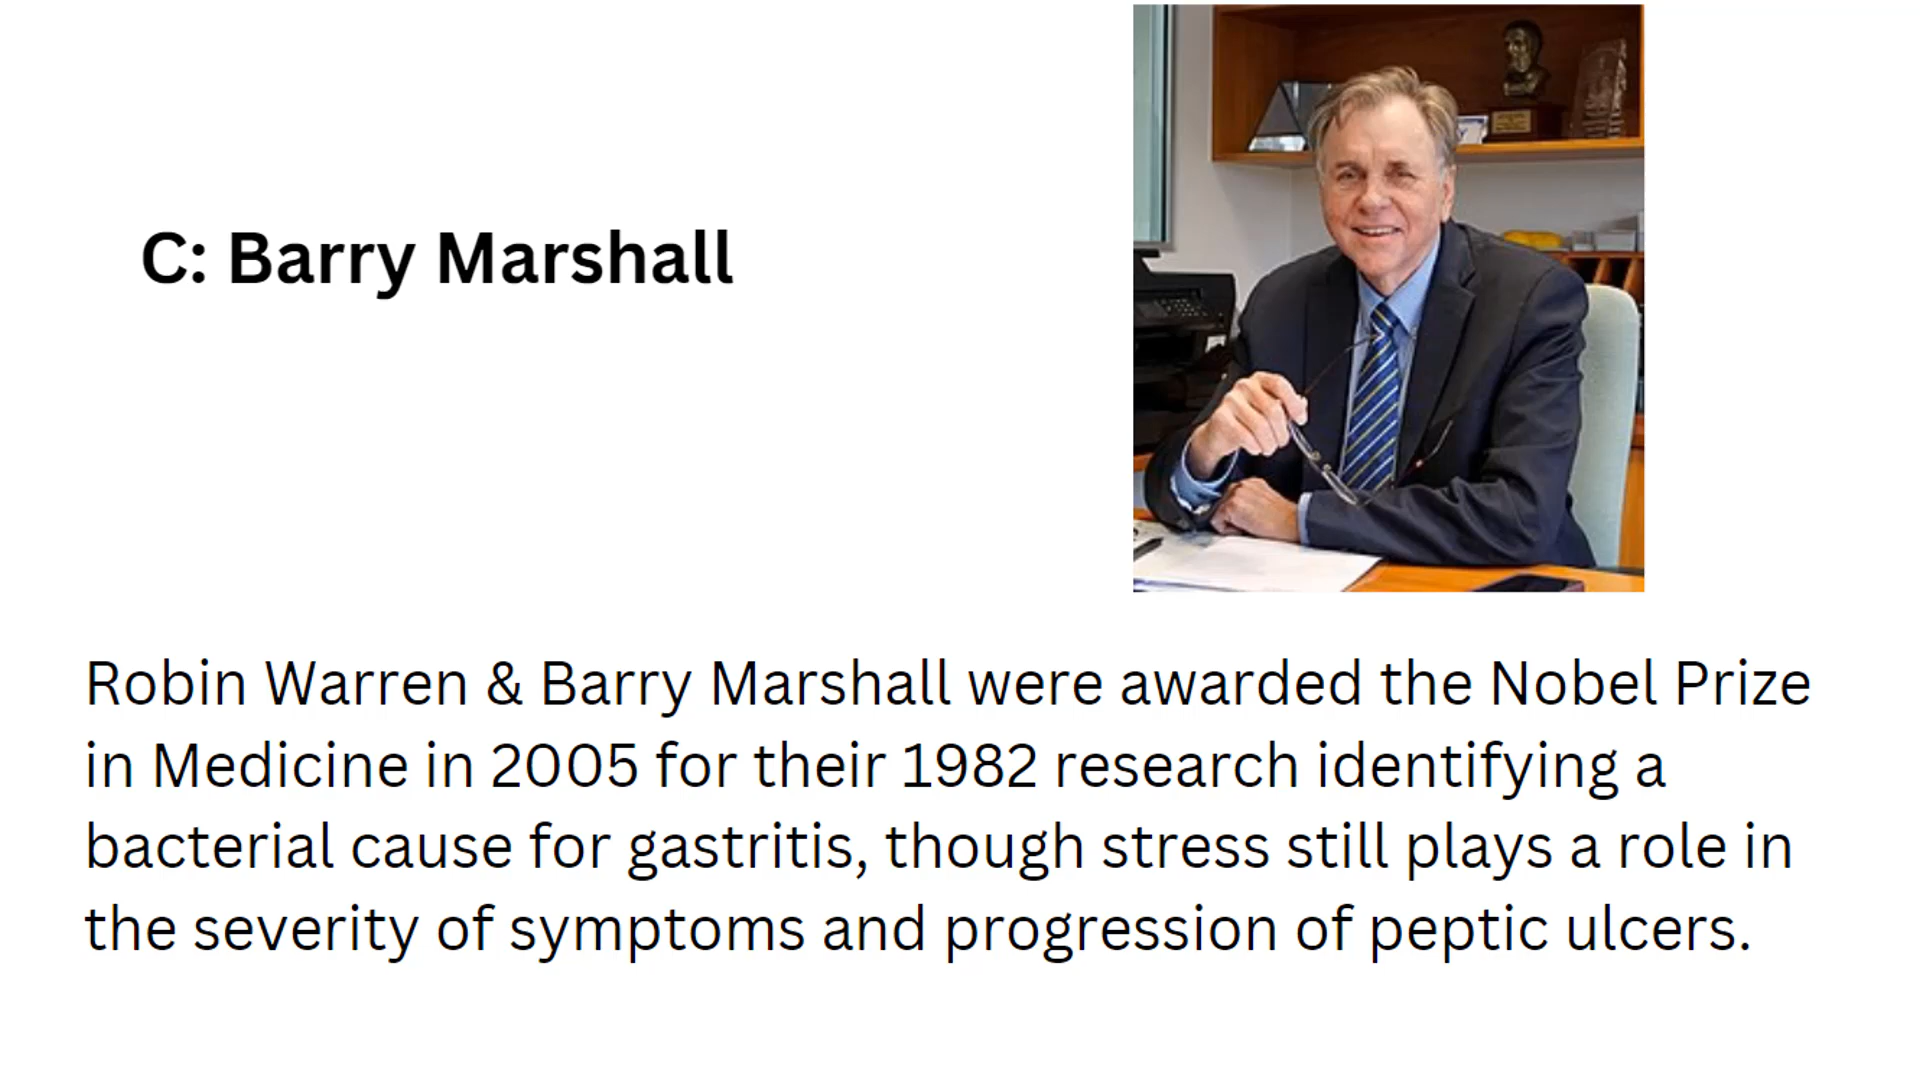 C: Barry Marshall
Robin Warren & Barry Marshall were awarded the Nobel Prize
in Medicine in 2005 for their 1982 research identifying a
bacterial cause for gastritis, though stress still plays a role in
the severity of symptoms and progression of peptic ulcers.